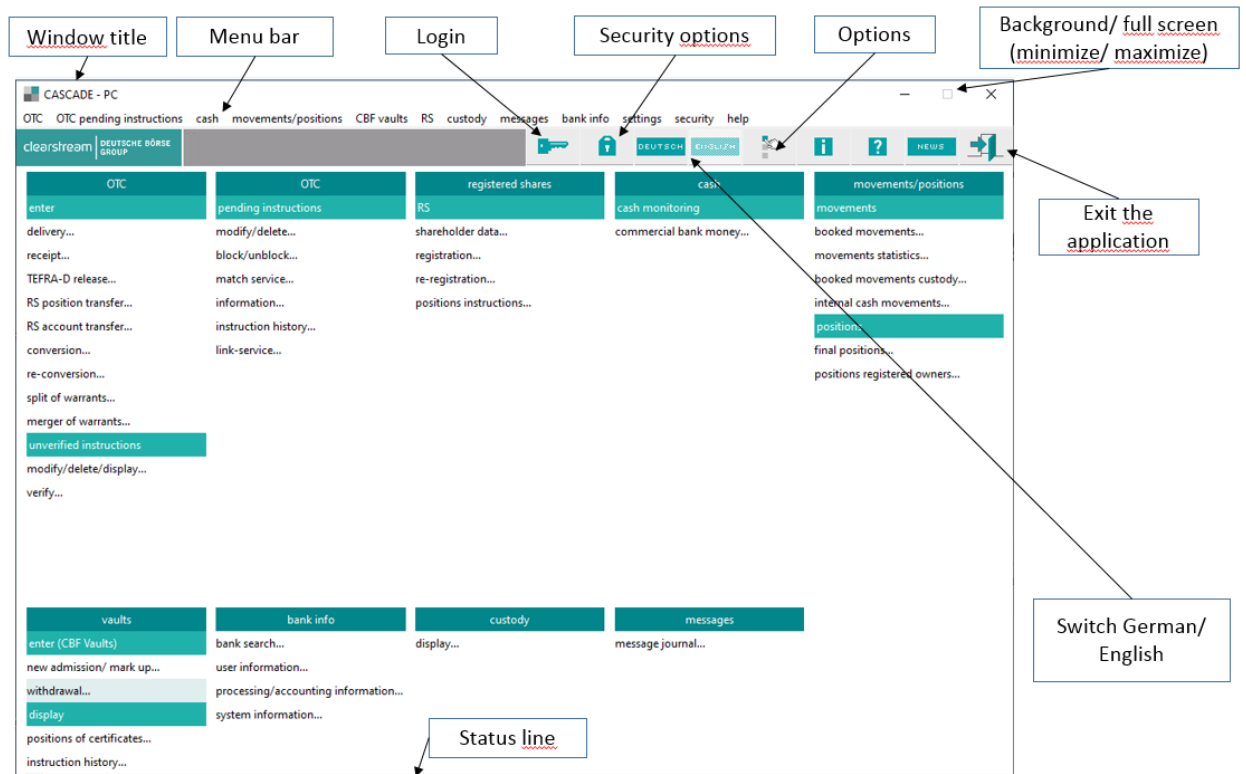 Window title
Menu bar
Login
Security options
Options
Background/ full screen
(minimize/ maximize)
CASCADE - PC
OTC OTC pending instructions cash movements/positions CBF vaults RS custody messages bank info settings security help
clearstream DEUTSCHE BÖRSE
GROUP
DEUTSCH ENGLISH i ? NEWS
Exit the
application
OTC
enter
delivery...
receipt...
TEFRA-D release...
RS position transfer...
RS account transfer...
conversion...
re-conversion...
split of warrants...
merger of warrants...
unverified instructions
modify/delete/display...
verify...
OTC
pending instructions
modify/delete...
block/unblock...
match service...
information...
instruction history...
link-service...
registered shares
RS
shareholder data...
registration...
re-registration...
positions instructions...
cash
cash monitoring
commercial bank money...
movements/positions
movements
booked movements...
movements statistics...
booked movements custody...
internal cash movements...
positions
final positions...
positions registered owners...
Switch German/
English
vaults
enter (CBF Vaults)
new admission/ mark up...
withdrawal...
display
positions of certificates...
instruction history...
bank info
bank search...
user information...
processing/accounting information...
system information...
custody
display...
messages
message journal...
Status line